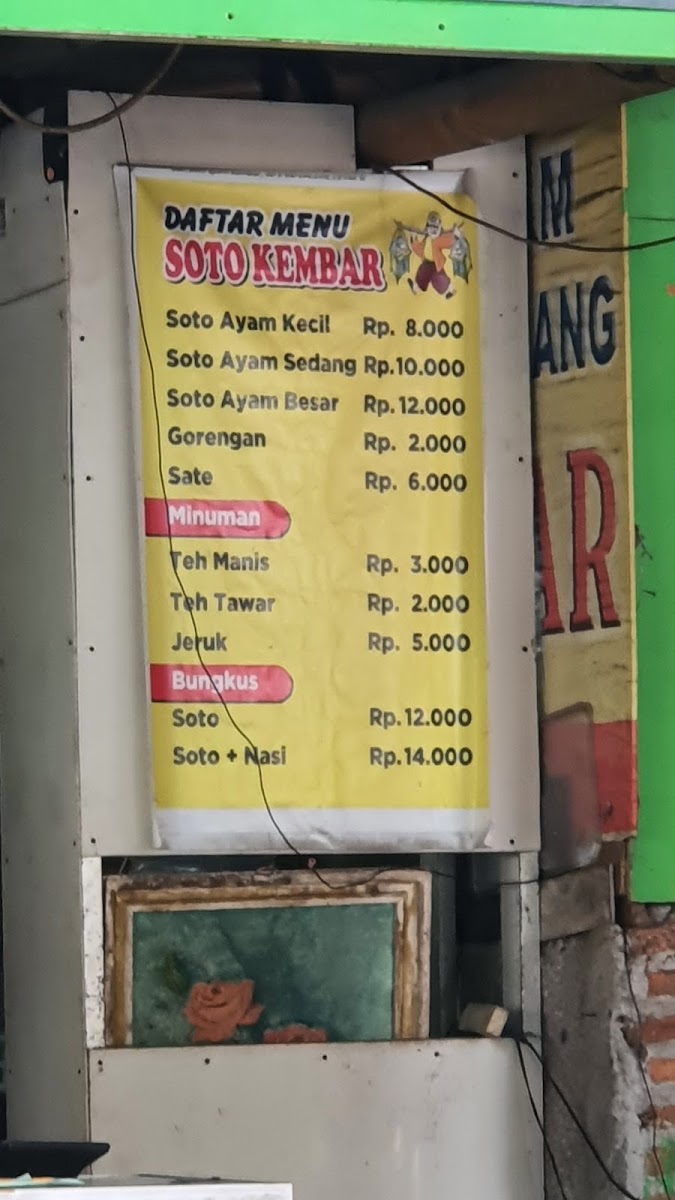 DAFTAR MENU
SOTO KEMBAR
Soto Ayam Kecil Rp. 8.000
Soto Ayam Sedang Rp.10.000
Soto Ayam Besar Rp.12.000
Gorengan Rp. 2.000
Sate Rp. 6.000
Minuman
Teh Manis Rp. 3.000
Teh Tawar Rp. 2.000
Jeruk Rp. 5.000
Bungkus
Soto Rp.12.000
Soto + Nasi Rp.14.000
M
ANG
AR